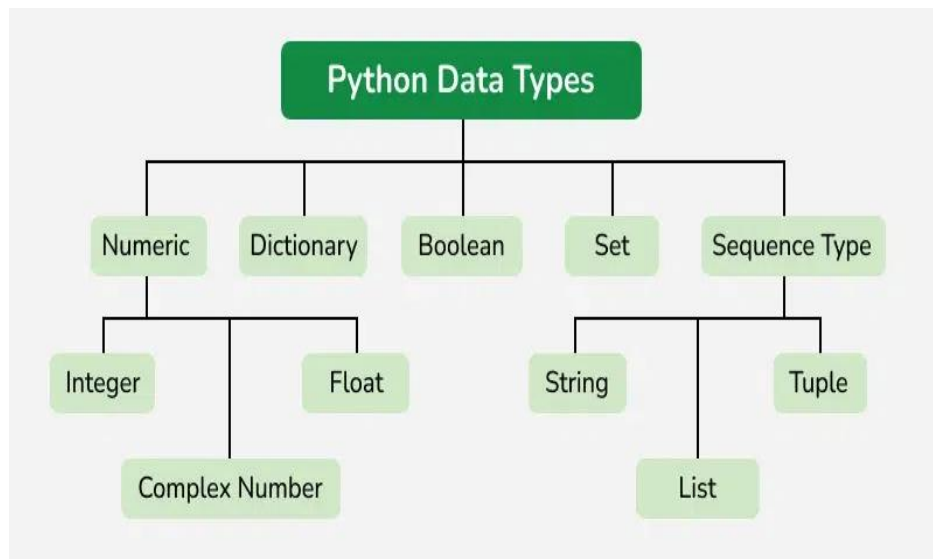 Python Data Types
Numeric
Dictionary
Boolean
Set
Sequence Type
Integer
Float
String
Tuple
Complex Number
List